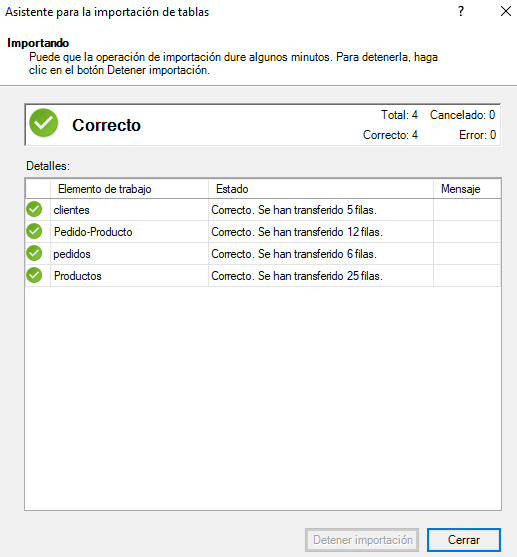 Asistente para la importación de tablas
?
Importando
Puede que la operación de importación dure algunos minutos. Para detenerla, haga
clic en el botón Detener importación.
Correcto
Total: 4 Cancelado: 0
Correcto: 4 Error: 0
Detalles:
Elemento de trabajo Estado Mensaje
clientes Correcto. Se han transferido 5 filas.
Pedido-Producto Correcto. Se han transferido 12 filas.
pedidos Correcto. Se han transferido 6 filas.
Productos Correcto. Se han transferido 25 filas.
Detener importación Cerrar